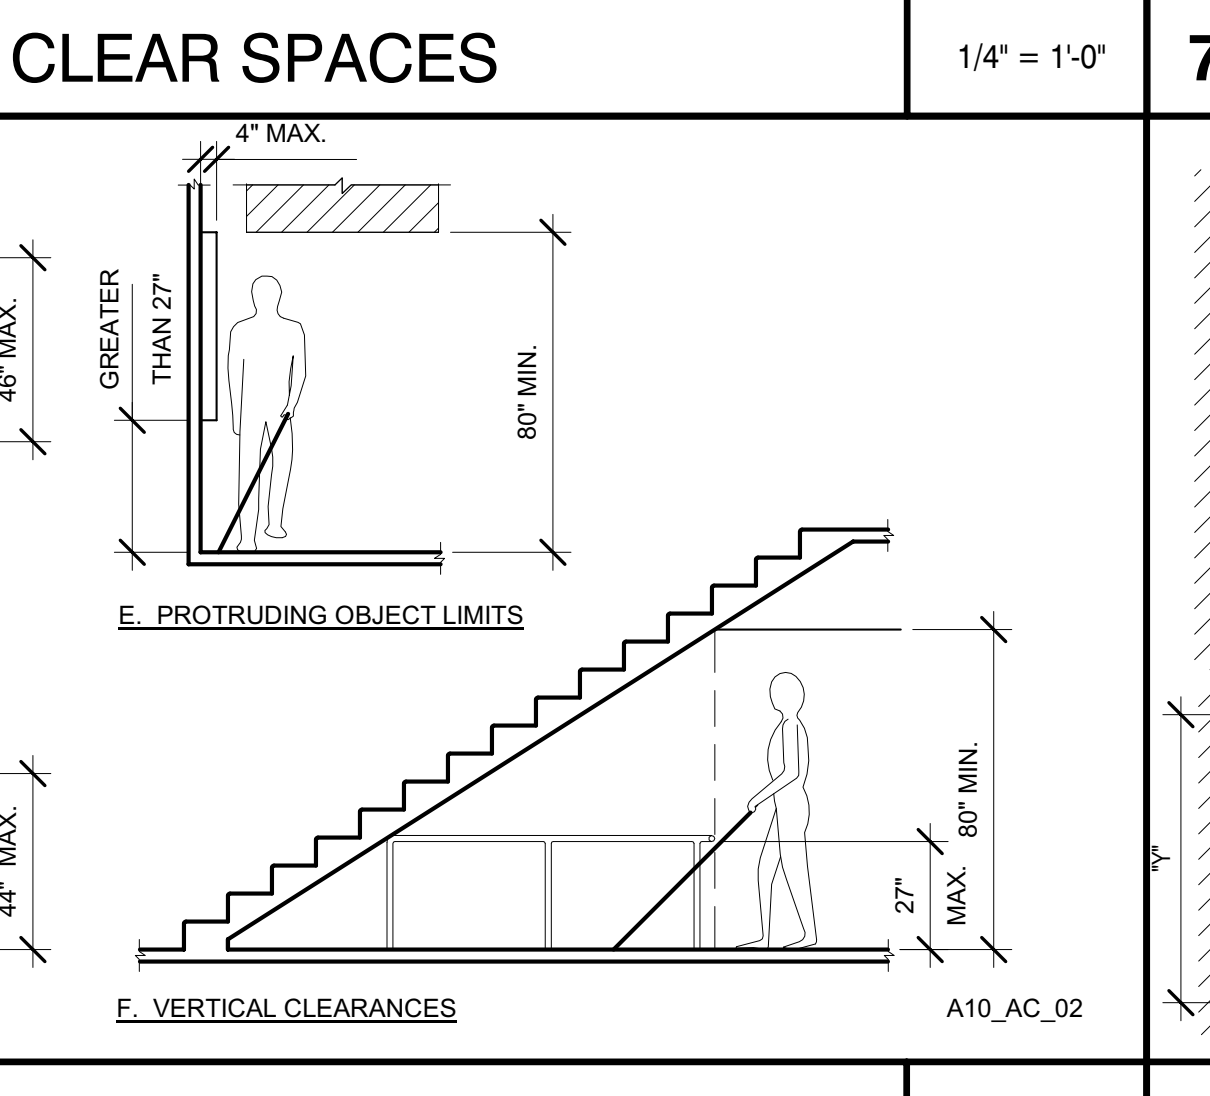 CLEAR SPACES
1/4" = 1'-0"
7
4" MAX.
46" MAX.
GREATER
THAN 27"
80" MIN.
E. PROTRUDING OBJECT LIMITS
44" MAX.
80" MIN.
27"
MAX.
"Y"
F. VERTICAL CLEARANCES
A10_AC_02